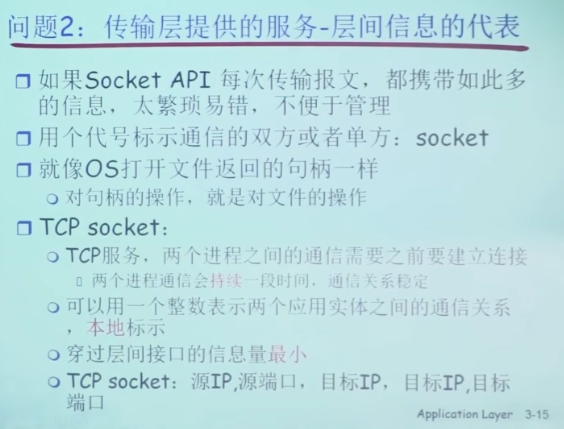 问题2：传输层提供的服务-层间信息的代表
如果Socket API 每次传输报文，都携带如此多
的信息，太繁琐易错，不便于管理
用个代号标示通信的双方或者单方：socket
就像OS打开文件返回的句柄一样
对句柄的操作，就是对文件的操作
TCP socket：
TCP服务，两个进程之间的通信需要之前要建立连接
两个进程通信会持续一段时间，通信关系稳定
可以用一个整数表示两个应用实体之间的通信关系
，本地标示
穿过层间接口的信息量最小
TCP socket：源IP,源端口，目标IP，目标IP,目标
端口
Application Layer 3-15